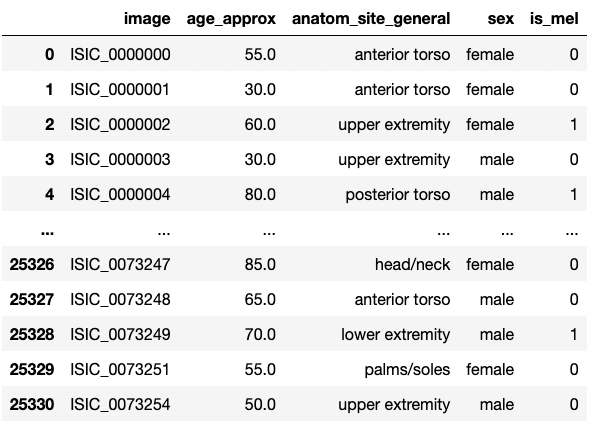 image age_approx anatom_site_general sex is_mel
0 ISIC_0000000 55.0 anterior torso female 0
1 ISIC_0000001 30.0 anterior torso female 0
2 ISIC_0000002 60.0 upper extremity female 1
3 ISIC_0000003 30.0 upper extremity male 0
4 ISIC_0000004 80.0 posterior torso male 1
... ... ... ... ... ...
25326 ISIC_0073247 85.0 head/neck female 0
25327 ISIC_0073248 65.0 anterior torso male 0
25328 ISIC_0073249 70.0 lower extremity male 1
25329 ISIC_0073251 55.0 palms/soles female 0
25330 ISIC_0073254 50.0 upper extremity male 0